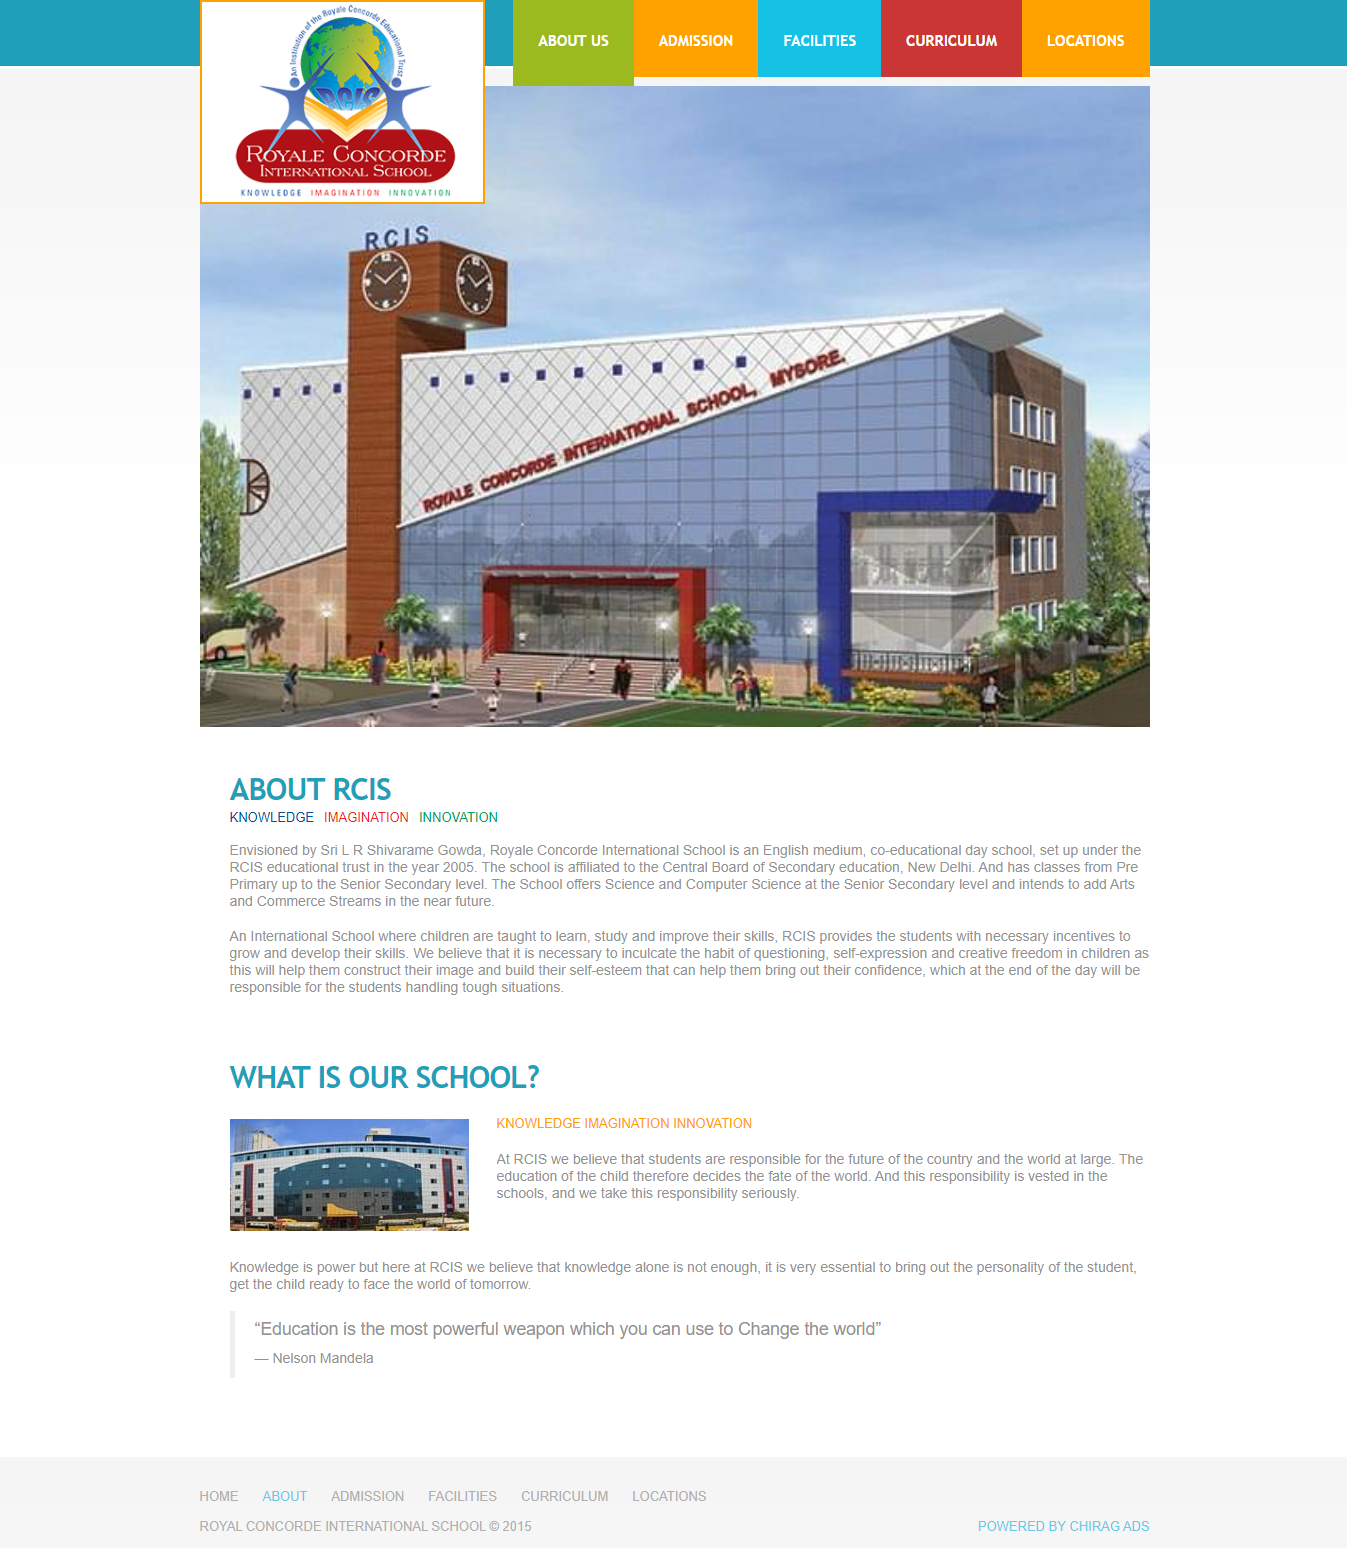 An Institution of the Royale Concorde Educational Trust
RCIS
ROYALE CONCORDE
INTERNATIONAL SCHOOL
KNOWLEDGE IMAGINATION INNOVATION
ABOUT US
ADMISSION
FACILITIES
CURRICULUM
LOCATIONS
RCIS
ROYALE CONCORDE INTERNATIONAL SCHOOL, MYSORE.
ABOUT RCIS
KNOWLEDGE IMAGINATION INNOVATION
Envisioned by Sri L R Shivarame Gowda, Royale Concorde International School is an English medium, co-educational day school, set up under the
RCIS educational trust in the year 2005. The school is affiliated to the Central Board of Secondary education, New Delhi. And has classes from Pre
Primary up to the Senior Secondary level. The School offers Science and Computer Science at the Senior Secondary level and intends to add Arts
and Commerce Streams in the near future.
An International School where children are taught to learn, study and improve their skills, RCIS provides the students with necessary incentives to
grow and develop their skills. We believe that it is necessary to inculcate the habit of questioning, self-expression and creative freedom in children as
this will help them construct their image and build their self-esteem that can help them bring out their confidence, which at the end of the day will be
responsible for the students handling tough situations.
WHAT IS OUR SCHOOL?
KNOWLEDGE IMAGINATION INNOVATION
At RCIS we believe that students are responsible for the future of the country and the world at large. The
education of the child therefore decides the fate of the world. And this responsibility is vested in the
schools, and we take this responsibility seriously.
Knowledge is power but here at RCIS we believe that knowledge alone is not enough, it is very essential to bring out the personality of the student,
get the child ready to face the world of tomorrow.
“Education is the most powerful weapon which you can use to Change the world”
— Nelson Mandela
HOME ABOUT ADMISSION FACILITIES CURRICULUM LOCATIONS
ROYAL CONCORDE INTERNATIONAL SCHOOL © 2015
POWERED BY CHIRAG ADS